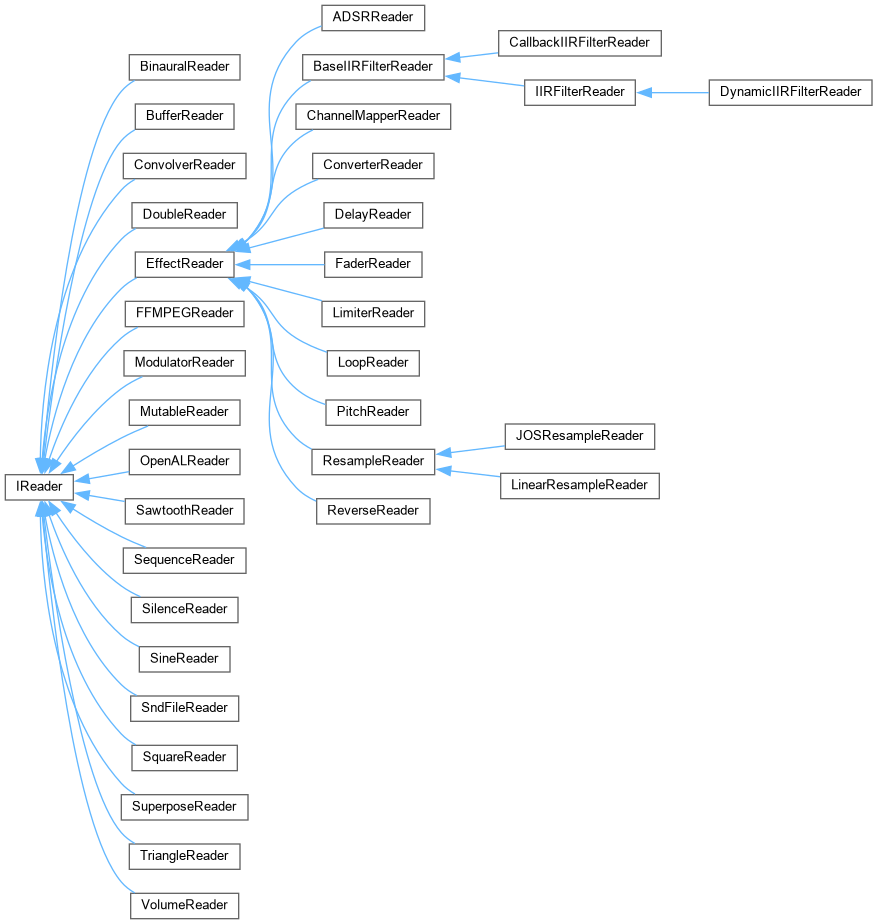 ADSRReader
CallbackIIRFilterReader
BinauralReader
BaseIIRFilterReader
IIRFilterReader
DynamicIIRFilterReader
BufferReader
ChannelMapperReader
ConvolverReader
ConverterReader
DoubleReader
DelayReader
EffectReader
FaderReader
FFMPEGReader
LimiterReader
ModulatorReader
LoopReader
MutableReader
PitchReader
JOSResampleReader
OpenALReader
ResampleReader
IReader
LinearResampleReader
SawtoothReader
ReverseReader
SequenceReader
SilenceReader
SineReader
SndFileReader
SquareReader
SuperposeReader
TriangleReader
VolumeReader